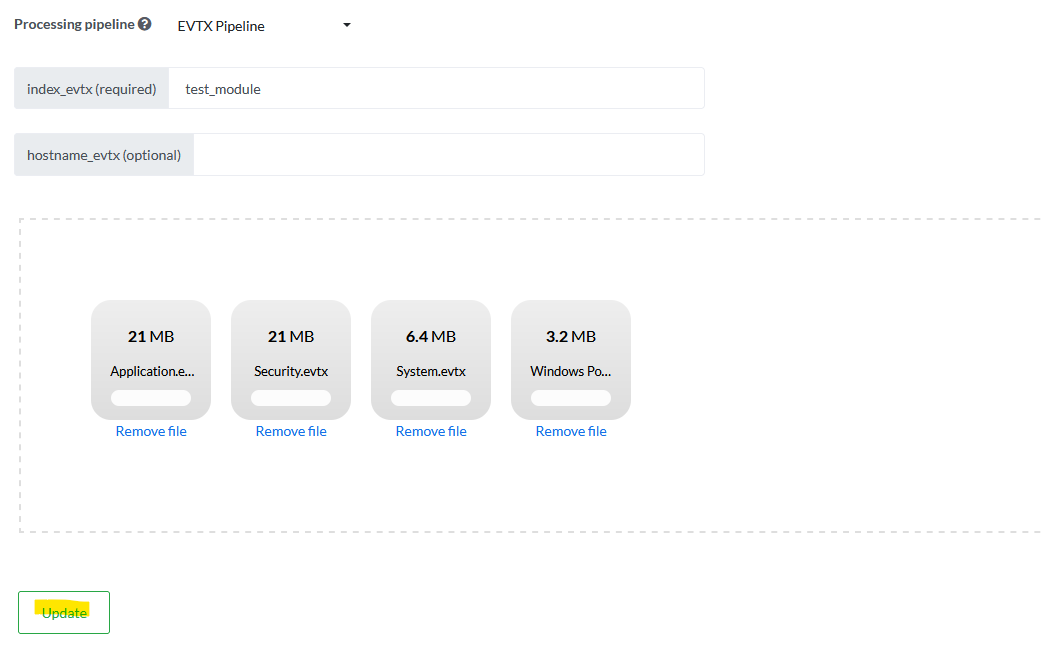 Processing pipeline ? EVTX Pipeline
index_evtx (required) test_module
hostname_evtx (optional)
21 MB 21 MB 6.4 MB 3.2 MB
Application.e... Security.evtx System.evtx Windows Po...
Remove file Remove file Remove file Remove file
Update